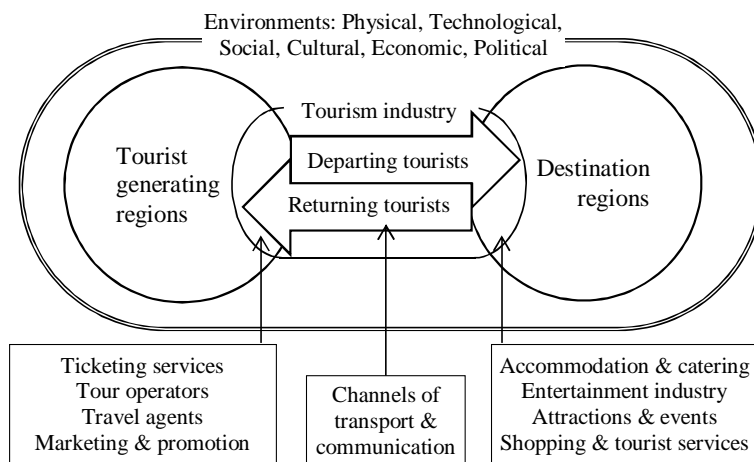 Environments: Physical, Technological,
Social, Cultural, Economic, Political
Tourism industry
Tourist
generating
regions
Departing tourists
Returning tourists
Destination
regions
Ticketing services
Tour operators
Travel agents
Marketing & promotion
Channels of
transport &
communication
Accommodation & catering
Entertainment industry
Attractions & events
Shopping & tourist services